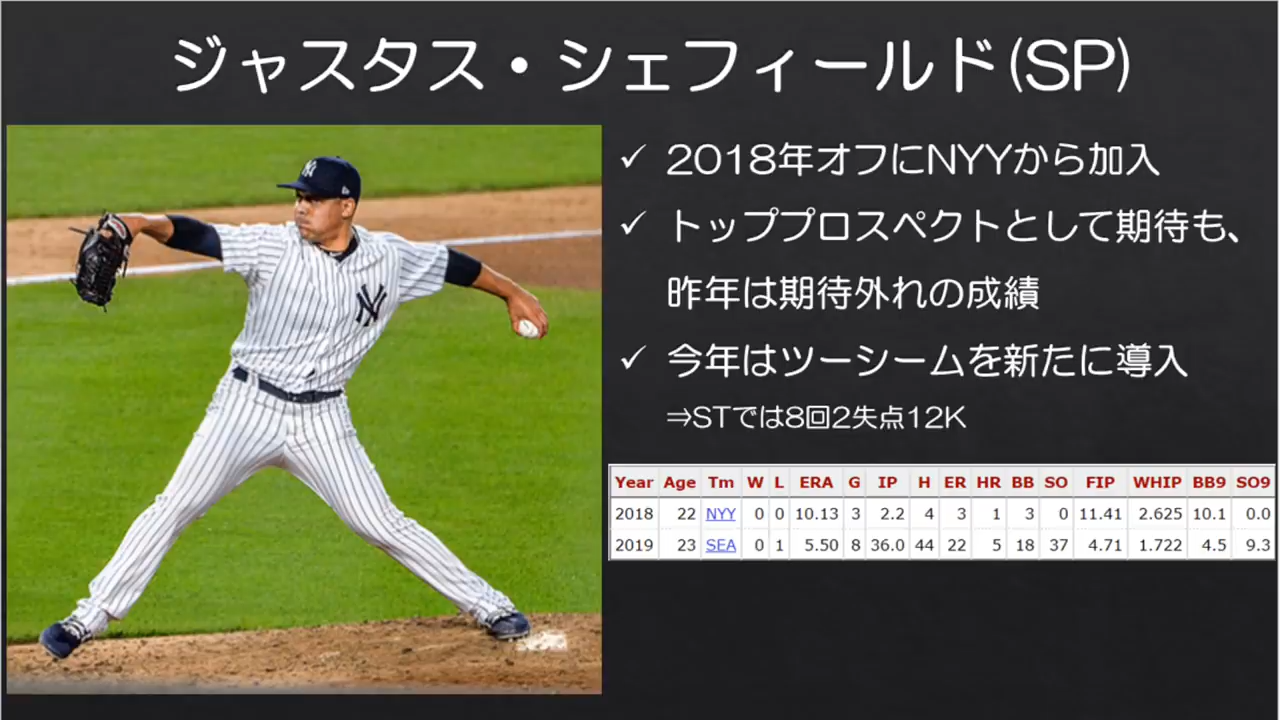 ジャスタス・シェフィールド(SP)
✓ 2018年オフにNYYから加入
✓ トッププロスペクトとして期待も、
昨年は期待外れの成績
✓ 今年はツーシームを新たに導入
⇒STでは8回2失点12K
Year Age Tm W L ERA G IP H ER HR BB SO FIP WHIP BB9 SO9
2018 22 NYY 0 0 10.13 3 2.2 4 3 1 3 0 11.41 2.625 10.1 0.0
2019 23 SEA 0 1 5.50 8 36.0 44 22 5 18 37 4.71 1.722 4.5 9.3